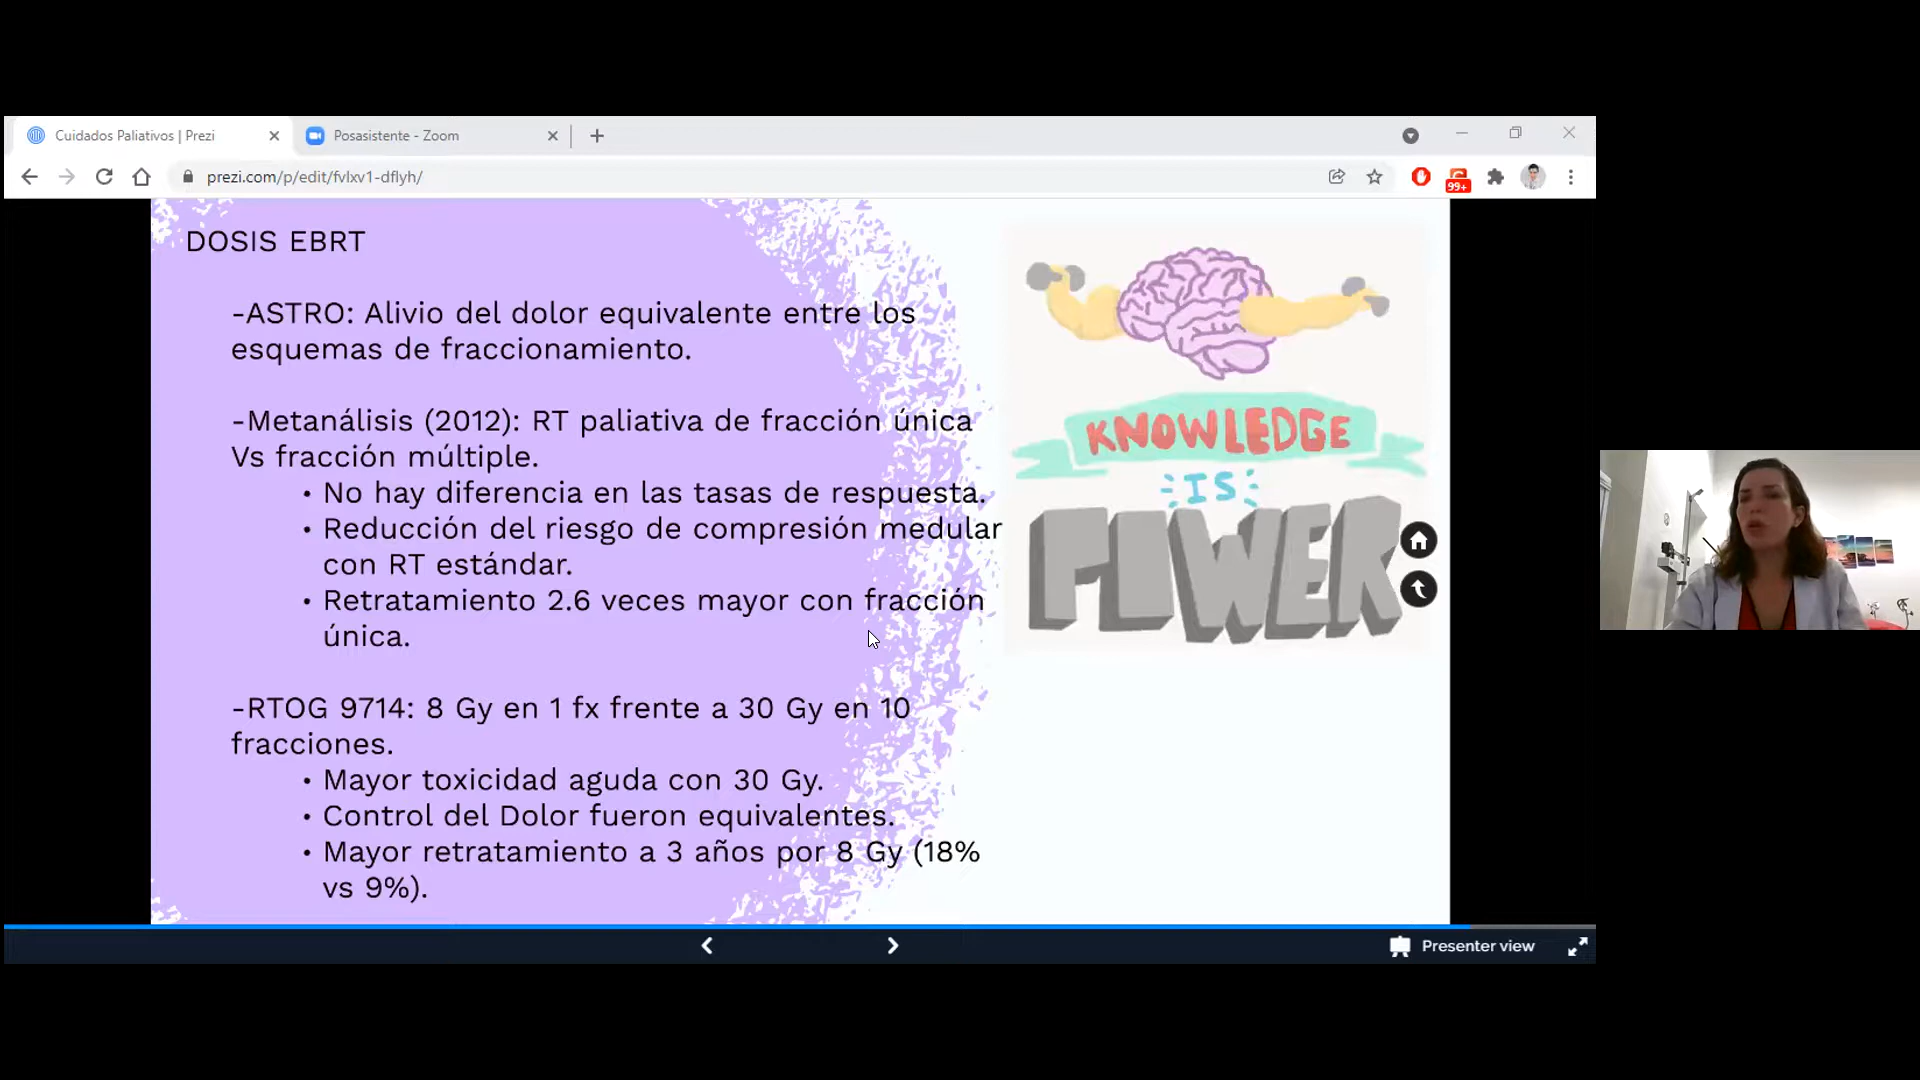 Cuidados Paliativos | Prezi
Posasistente - Zoom
prezi.com/p/edit/fvlxv1-dflyh/
99+
DOSIS EBRT
-ASTRO: Alivio del dolor equivalente entre los
esquemas de fraccionamiento.
-Metanálisis (2012): RT paliativa de fracción única
Vs fracción múltiple.
• No hay diferencia en las tasas de respuesta.
• Reducción del riesgo de compresión medular
con RT estándar.
• Retratamiento 2.6 veces mayor con fracción
única.
-RTOG 9714: 8 Gy en 1 fx frente a 30 Gy en 10
fracciones.
• Mayor toxicidad aguda con 30 Gy.
• Control del Dolor fueron equivalentes.
• Mayor retratamiento a 3 años por 8 Gy (18%
vs 9%).
KNOWLEDGE
IS
POWER
Presenter view